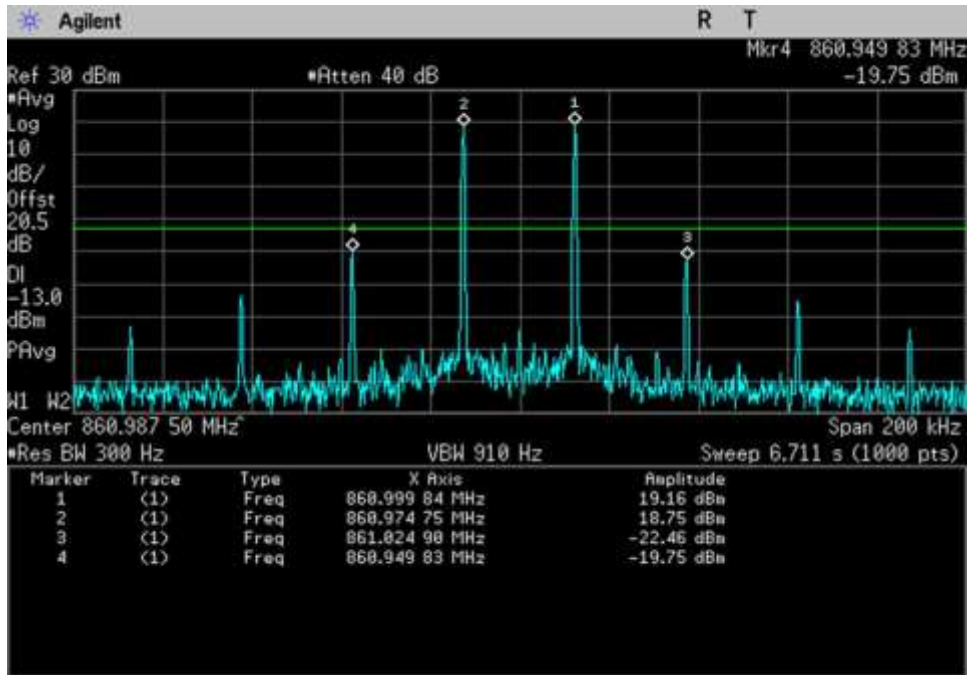 Agilent R T
Mkr4 860.949 83 MHz
Ref 30 dBm *Atten 40 dB -19.75 dBm
*Avg
Log
10
dB/
Offst
20.5
dB
DI
-13.0
dBm
PAvg
W1 W2
2
1
4
3
Center 860.987 50 MHz^ Span 200 kHz
*Res BW 300 Hz VBW 910 Hz Sweep 6.711 s (1000 pts)
Marker Trace Type X Axis Amplitude
1 (1) Freq 860.999 84 MHz 19.16 dBm
2 (1) Freq 860.974 75 MHz 18.75 dBm
3 (1) Freq 861.024 90 MHz -22.46 dBm
4 (1) Freq 860.949 83 MHz -19.75 dBm